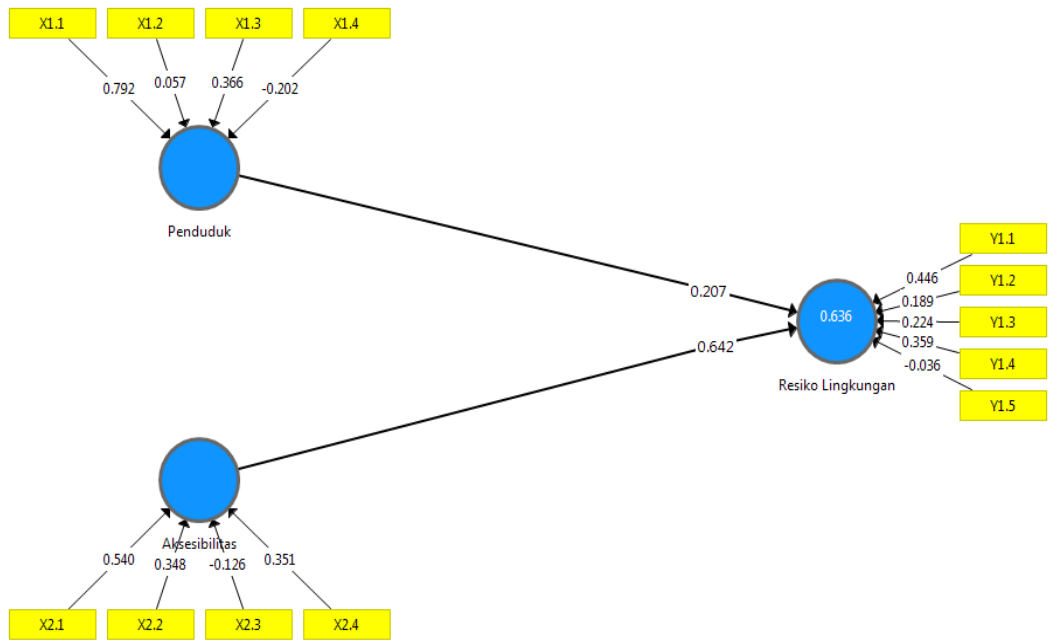 X1.1 X1.2 X1.3 X1.4
0.792 0.057 0.366 -0.202
Penduduk
0.207
0.642
0.636
Resiko Lingkungan
Y1.1
0.446
Y1.2
0.189
Y1.3
0.224
Y1.4
0.359
Y1.5
-0.036
Aksesibilitas
0.540 0.348 -0.126 0.351
X2.1 X2.2 X2.3 X2.4